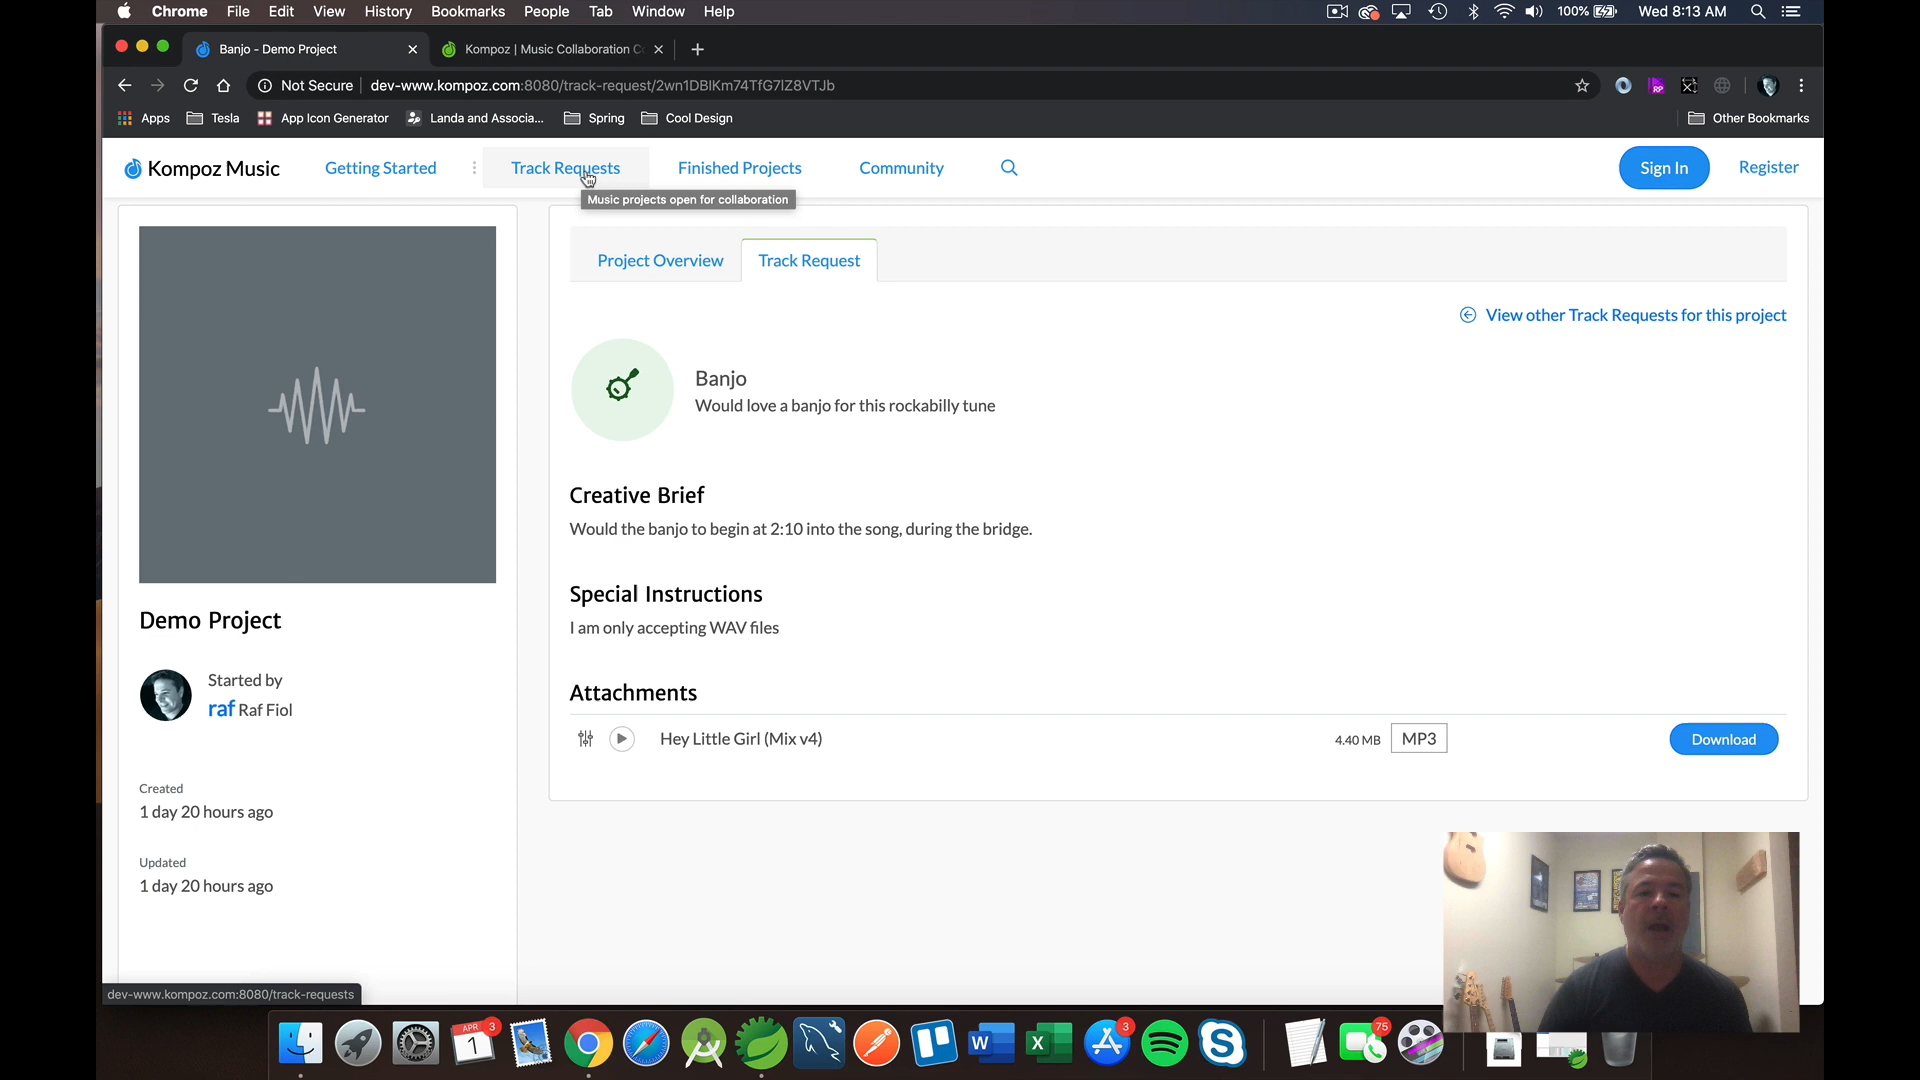 Chrome File Edit View History Bookmarks People Tab Window Help
100% Wed 8:13 AM
Banjo - Demo Project
Kompoz | Music Collaboration C
Not Secure dev-www.kompoz.com:8080/track-request/2wn1DBIKm74TfG7IZ8VTJb
Apps Tesla App Icon Generator Landa and Associa... Spring Cool Design Other Bookmarks
Kompoz Music Getting Started Track Requests Finished Projects Community Sign In Register
Music projects open for collaboration
Project Overview Track Request
View other Track Requests for this project
Banjo
Would love a banjo for this rockabilly tune
Creative Brief
Would the banjo to begin at 2:10 into the song, during the bridge.
Special Instructions
I am only accepting WAV files
Attachments
Hey Little Girl (Mix v4) 4.40 MB MP3 Download
Demo Project
Started by
raf Raf Fiol
Created
1 day 20 hours ago
Updated
1 day 20 hours ago
dev-www.kompoz.com:8080/track-requests
APR 3
1
W
X
3
S
75